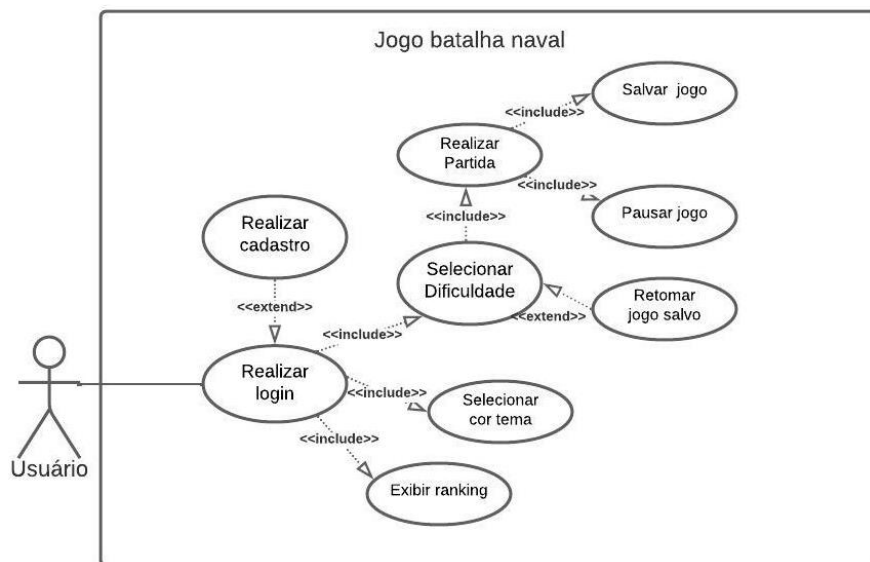 Jogo batalha naval
Salvar jogo
<<include>>
Realizar
Partida
<<include>>
Pausar jogo
<<include>>
Realizar
cadastro
Selecionar
Dificuldade
Retomar
jogo salvo
<<extend>>
<<extend>>
<<include>>
Realizar
login
<<include>>
Selecionar
cor tema
<<include>>
Usuário
Exibir ranking